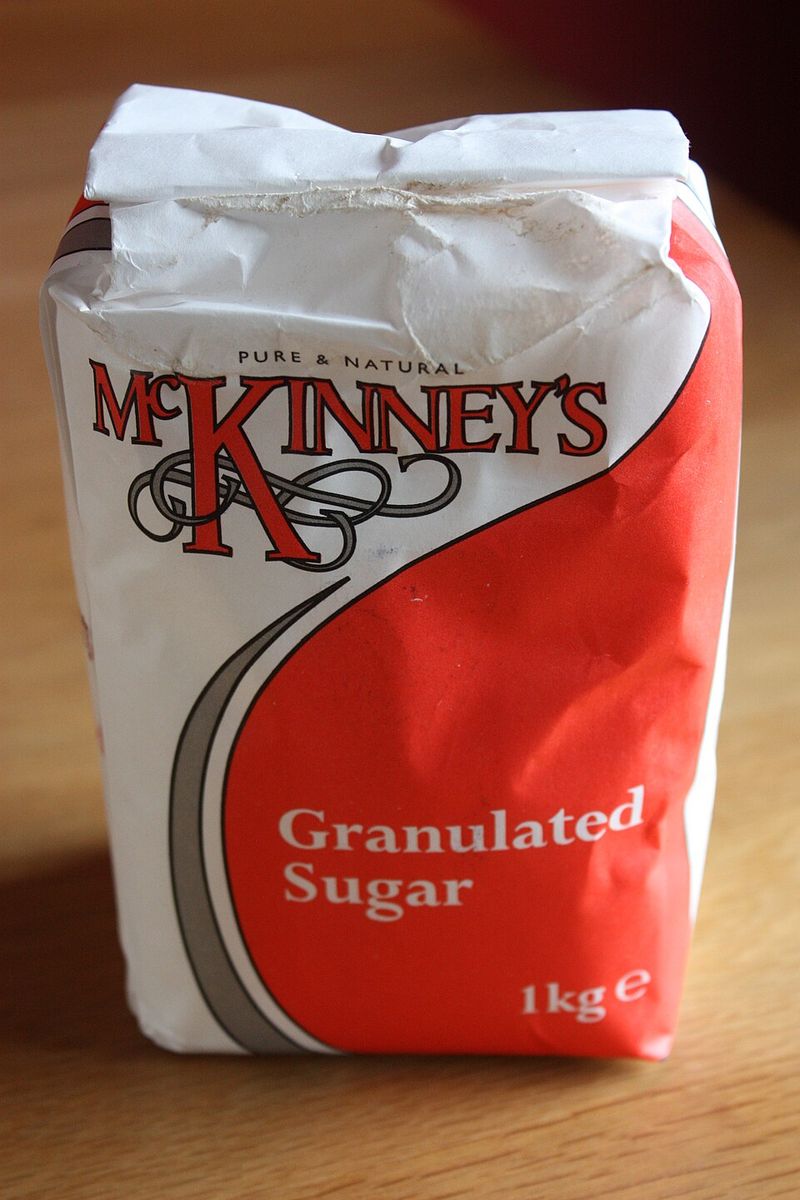 PURE & NATURAL
McKINNEY'S
Granulated
Sugar
1kg ℮